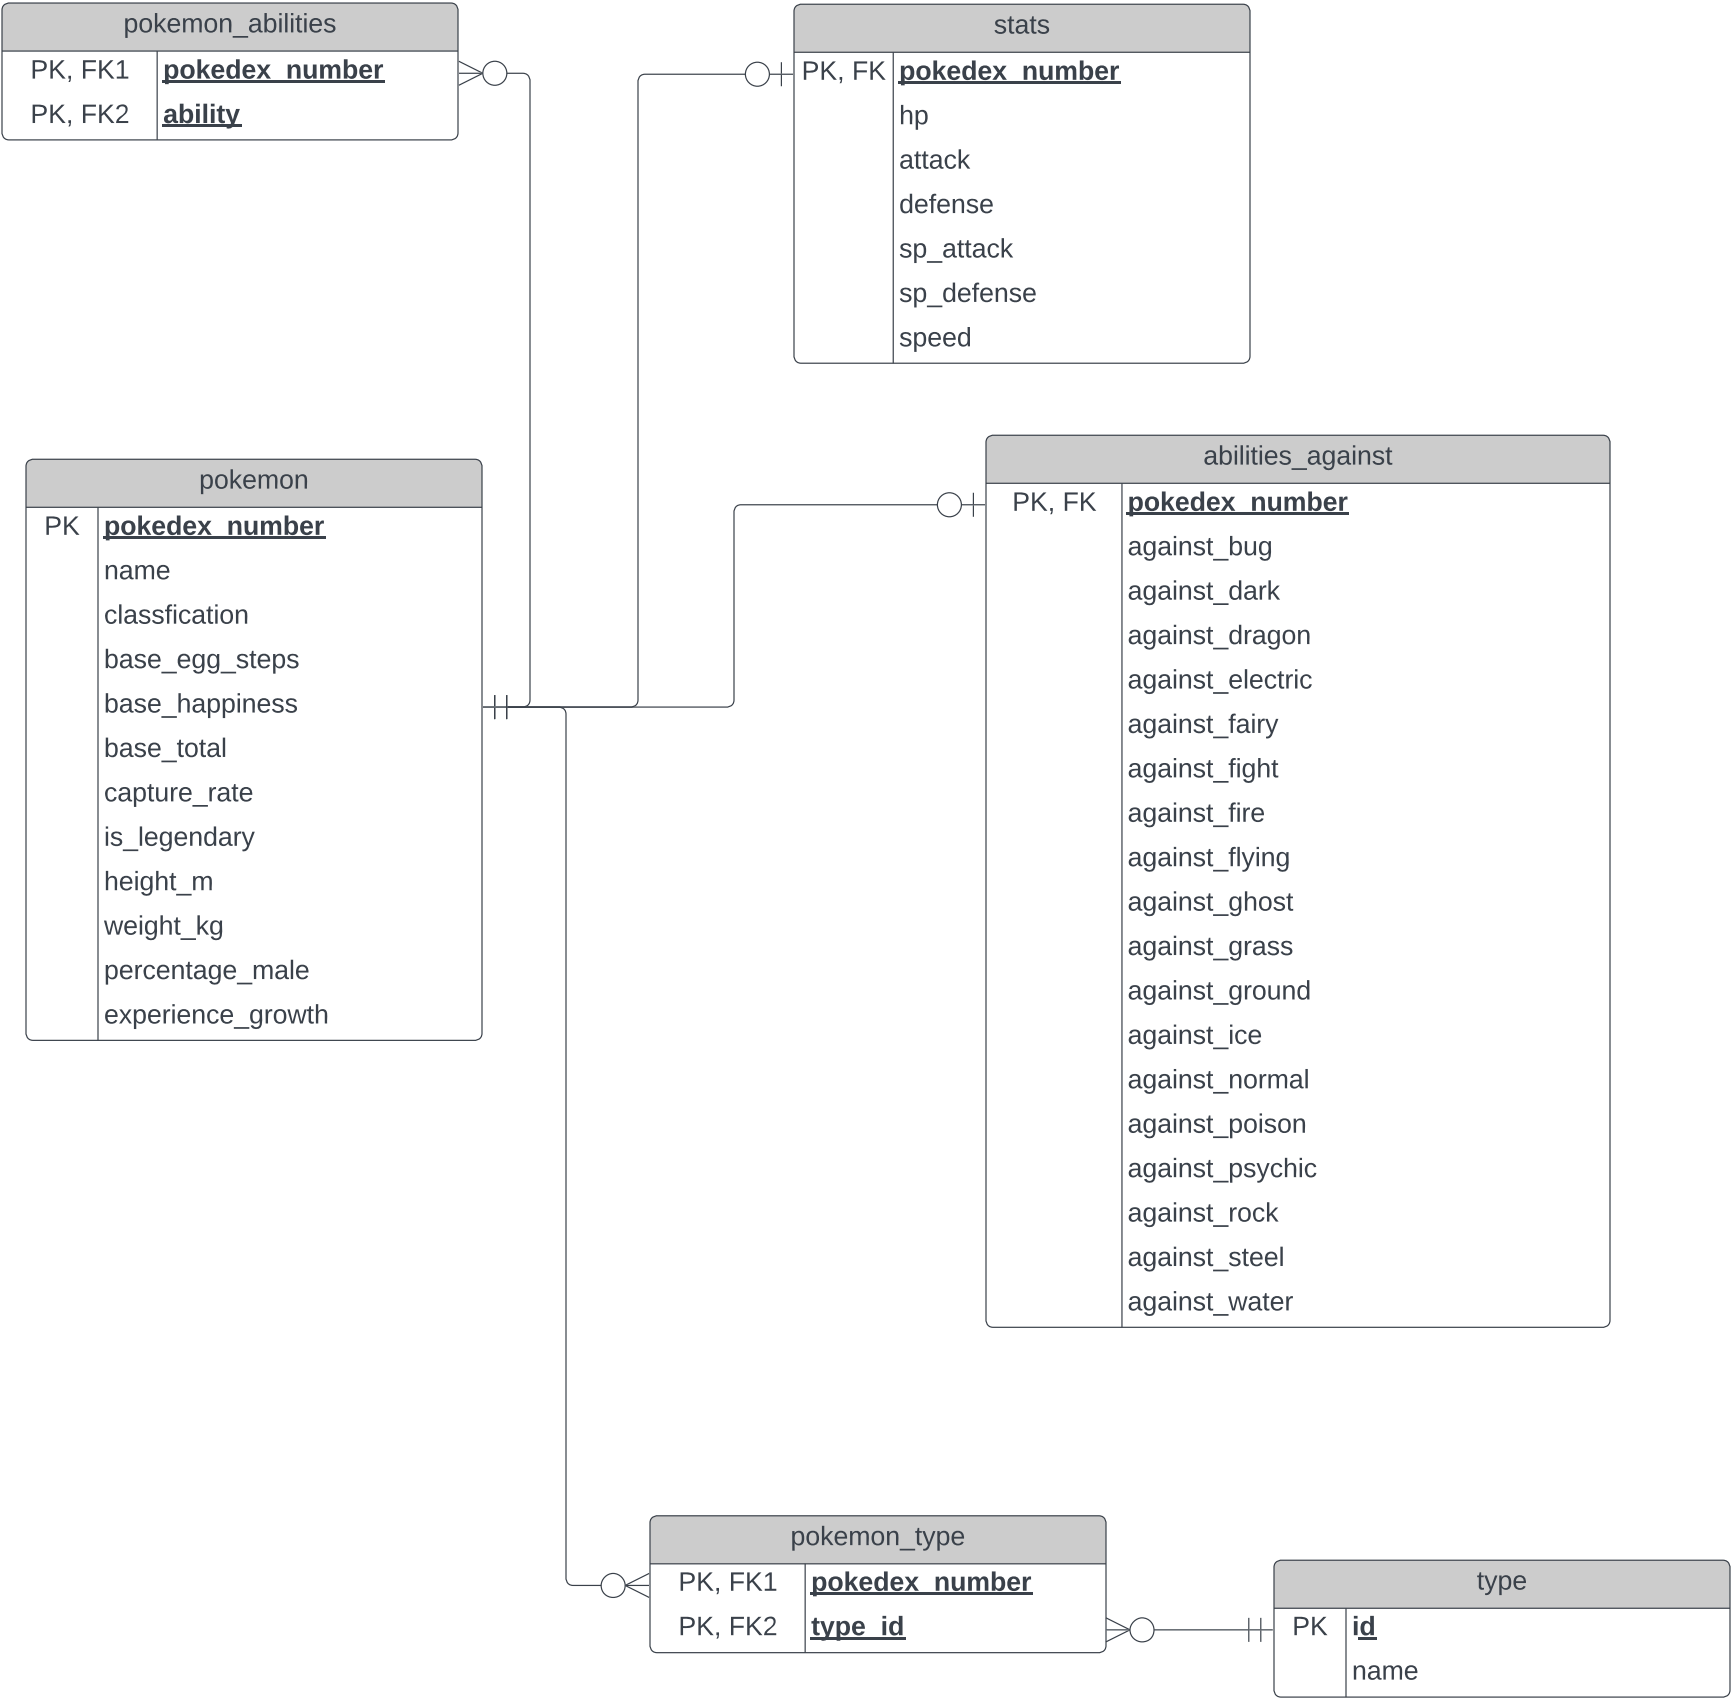 pokemon_abilities
PK, FK1 pokedex_number
PK, FK2 ability
stats
PK, FK pokedex_number
hp
attack
defense
sp_attack
sp_defense
speed
pokemon
PK pokedex_number
name
classfication
base_egg_steps
base_happiness
base_total
capture_rate
is_legendary
height_m
weight_kg
percentage_male
experience_growth
abilities_against
PK, FK pokedex_number
against_bug
against_dark
against_dragon
against_electric
against_fairy
against_fight
against_fire
against_flying
against_ghost
against_grass
against_ground
against_ice
against_normal
against_poison
against_psychic
against_rock
against_steel
against_water
pokemon_type
PK, FK1 pokedex_number
PK, FK2 type_id
type
PK id
name